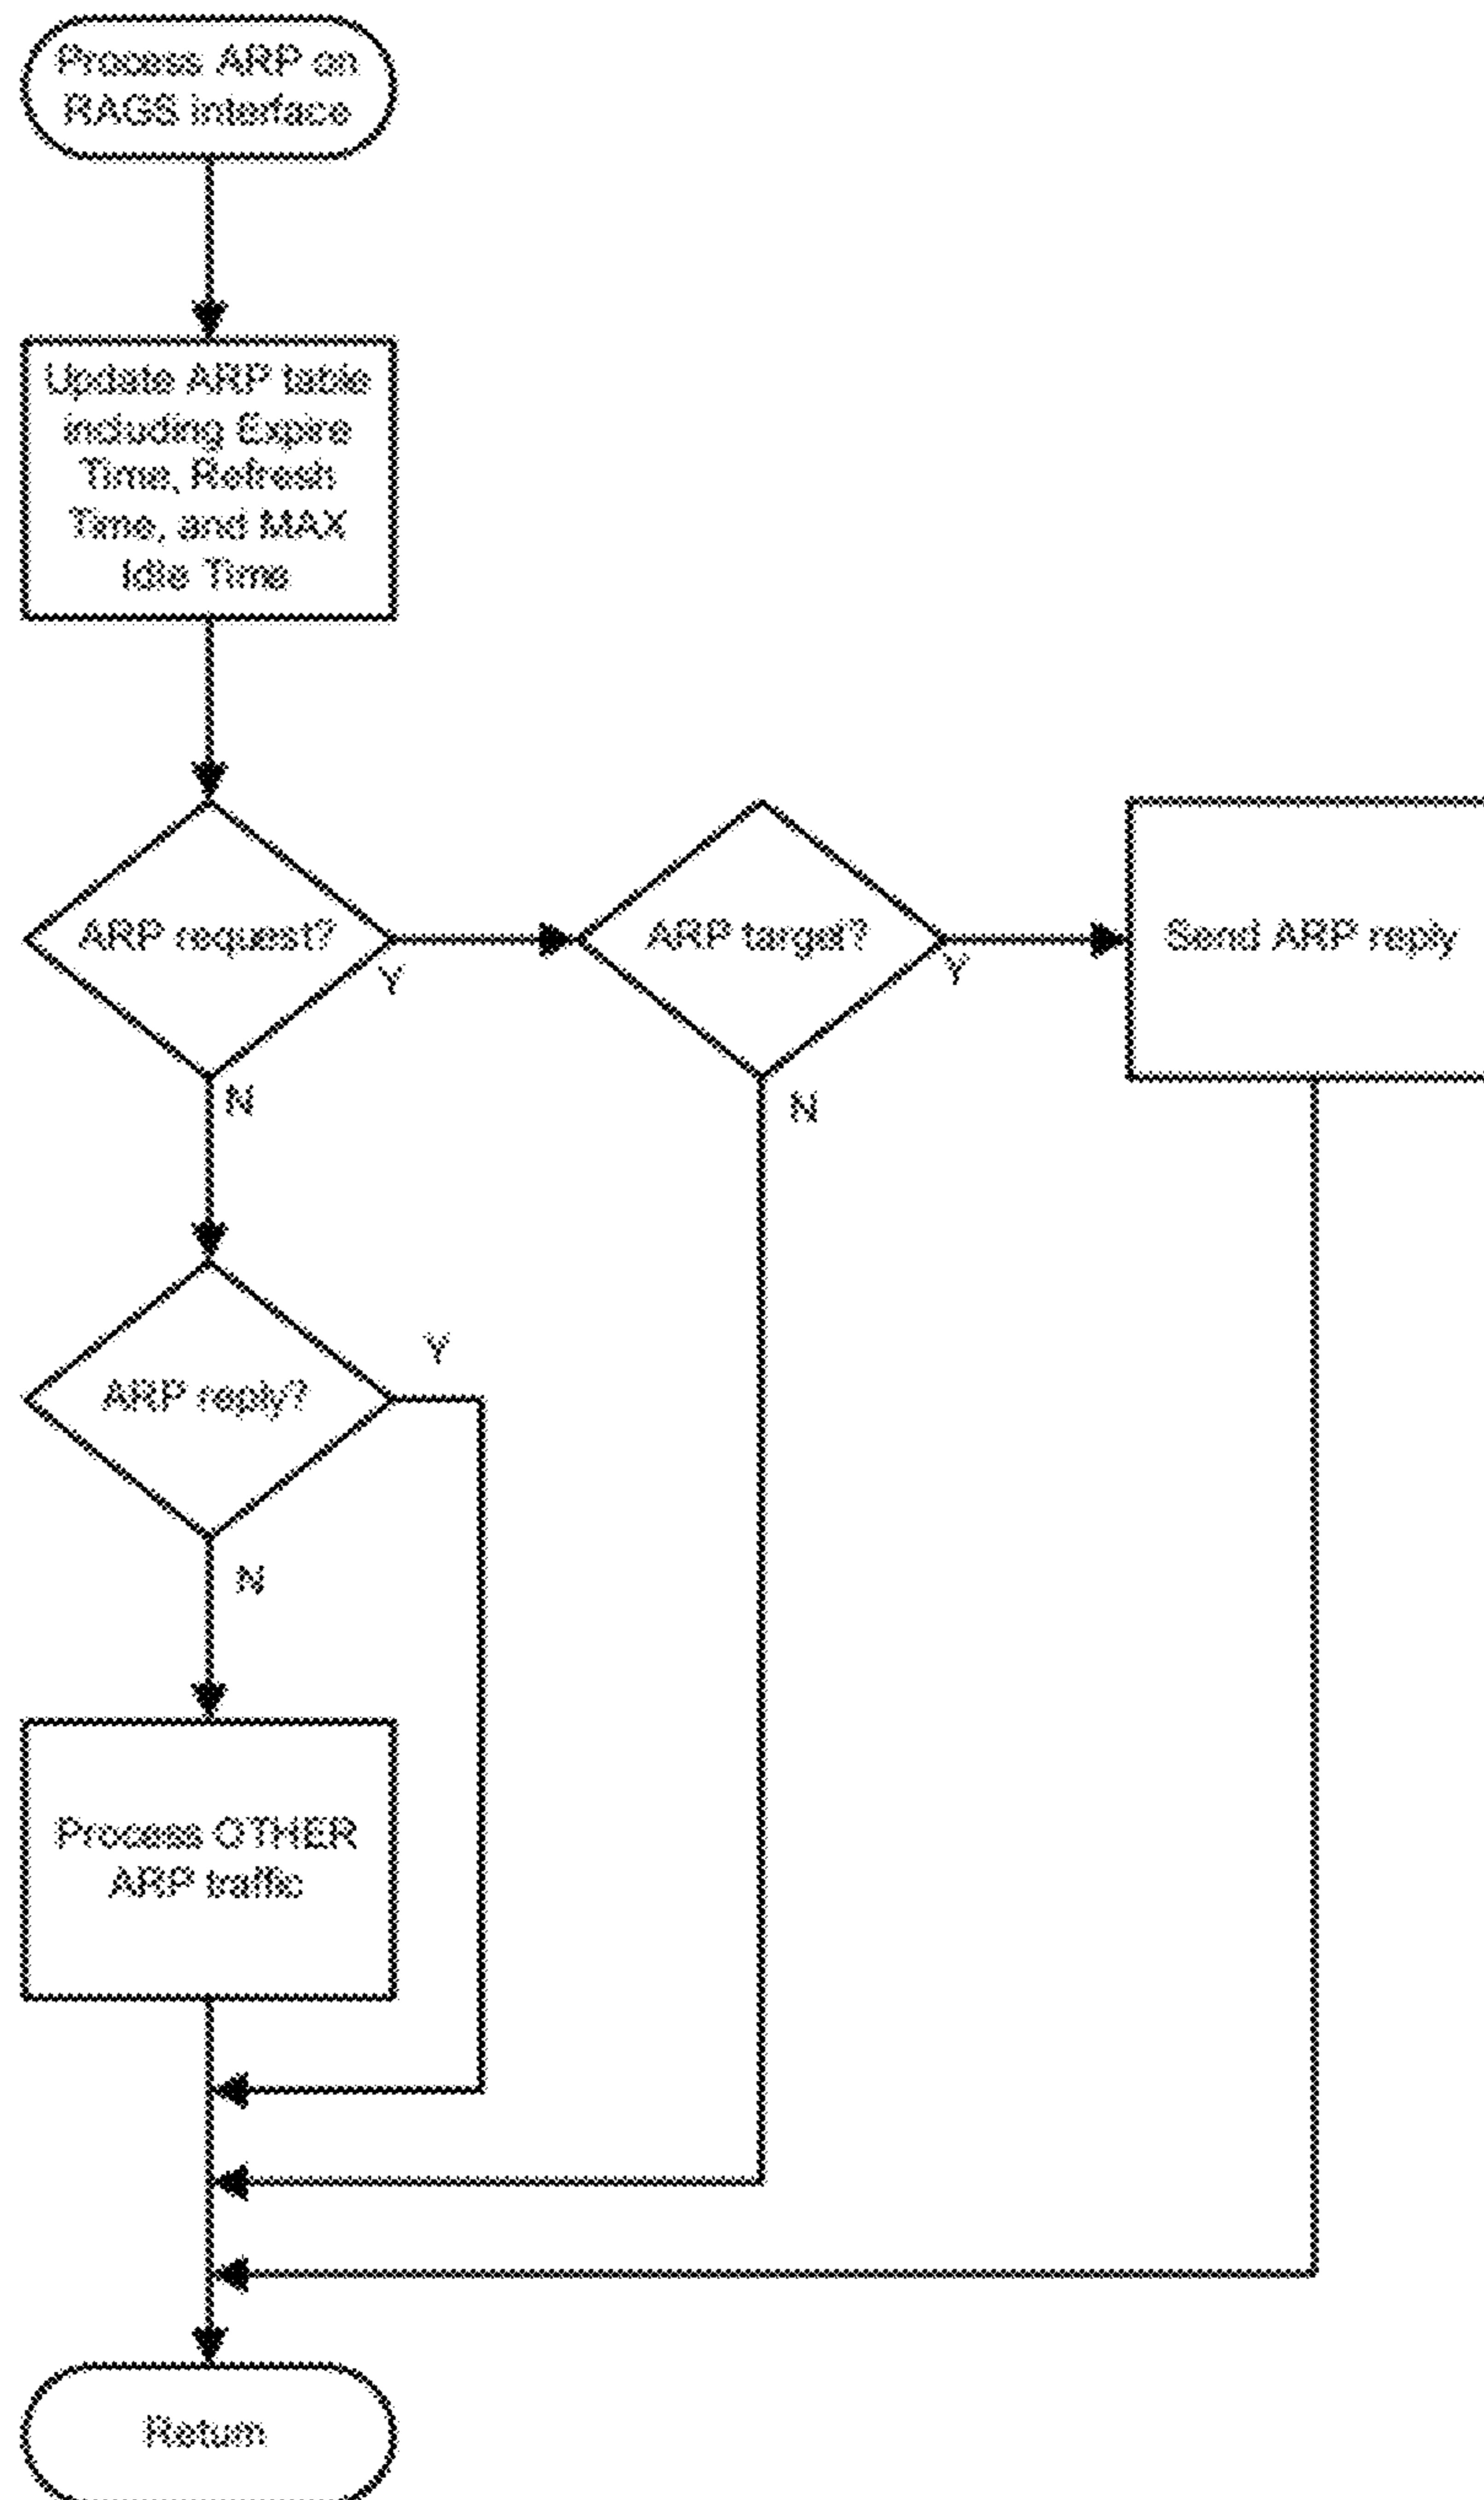 Process ARP on
RAGS interface
Update ARP table
including Expire
Time, Refresh
Time, and MAX
Idle Time
ARP request?
Y
ARP target?
Y
Send ARP reply
N
N
ARP reply?
Y
N
Process OTHER
ARP traffic
Return